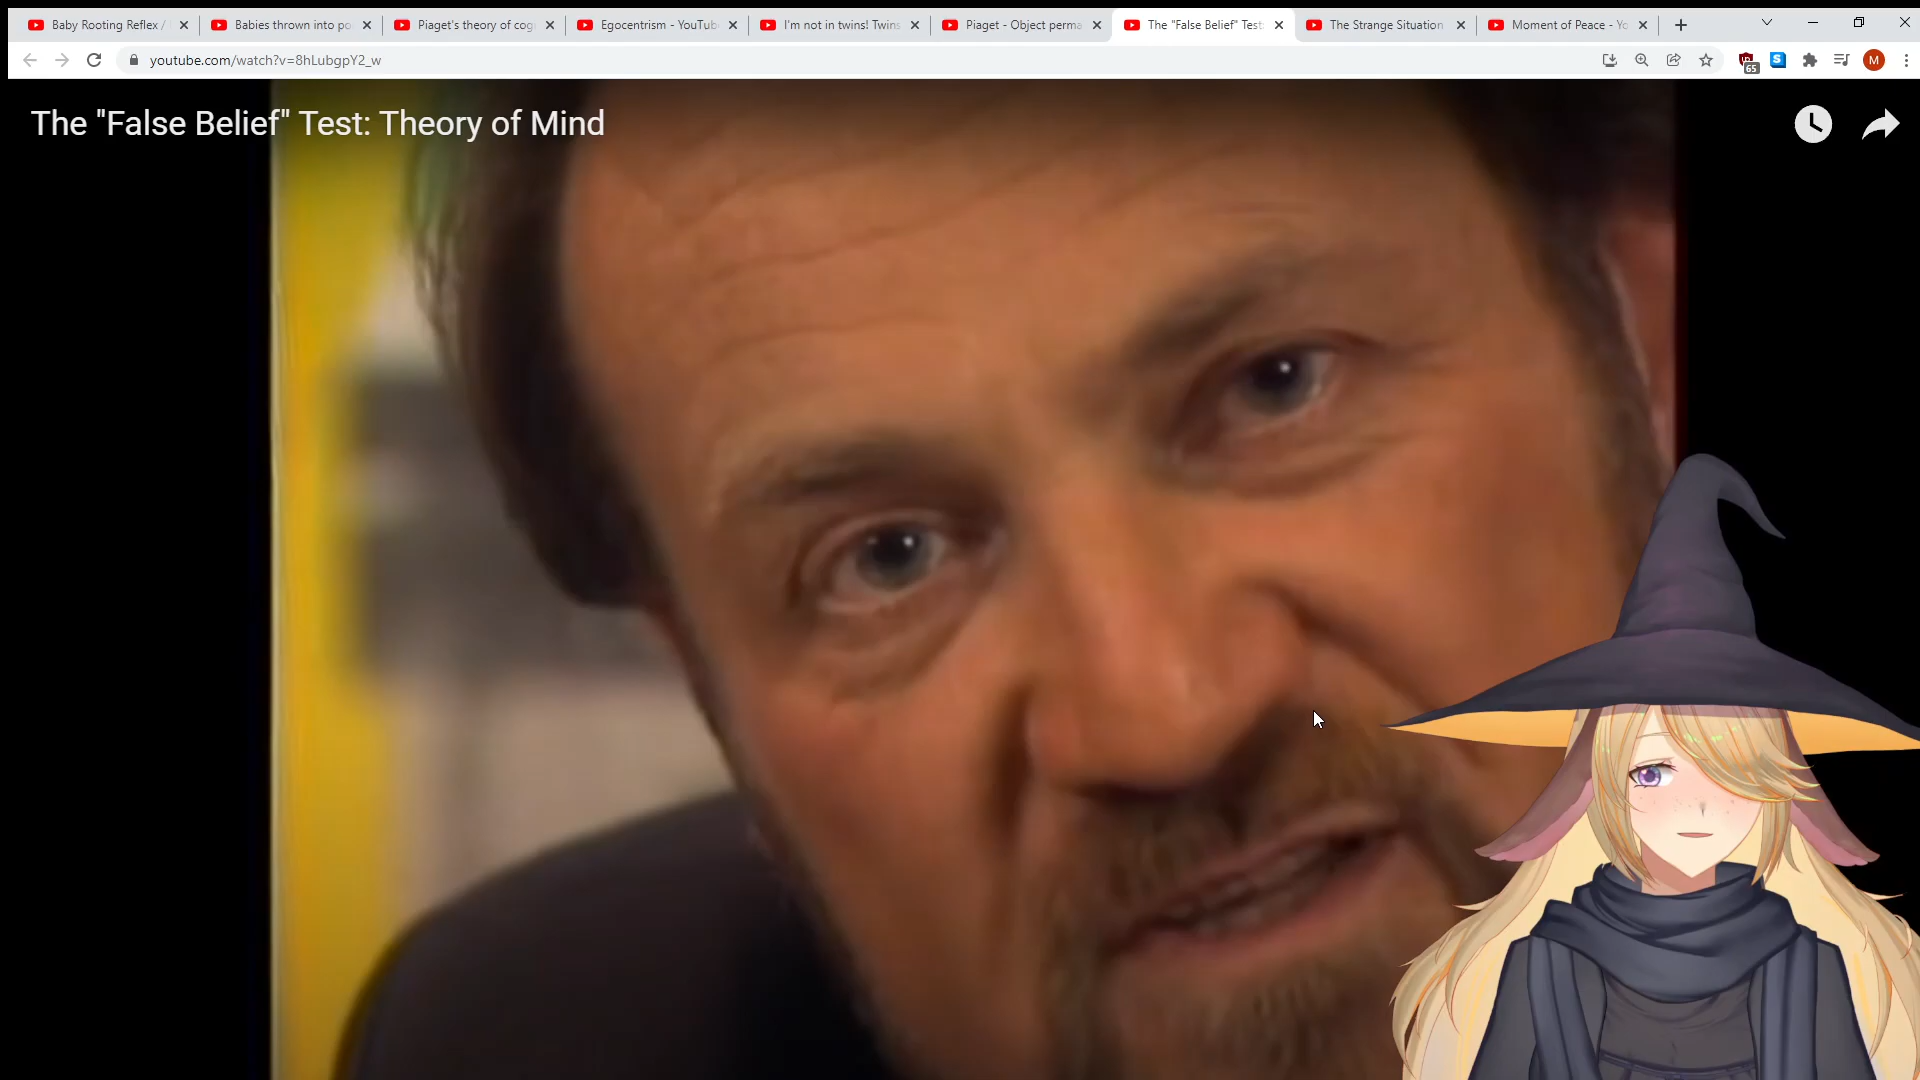 Baby Rooting Reflex /
Babies thrown into po
Piaget's theory of cog
Egocentrism - YouTub
I'm not in twins! Twins
Piaget - Object perma
The "False Belief" Test
The Strange Situation
Moment of Peace - Yo
youtube.com/watch?v=8hLubgpY2_w
65
S
M
The "False Belief" Test: Theory of Mind